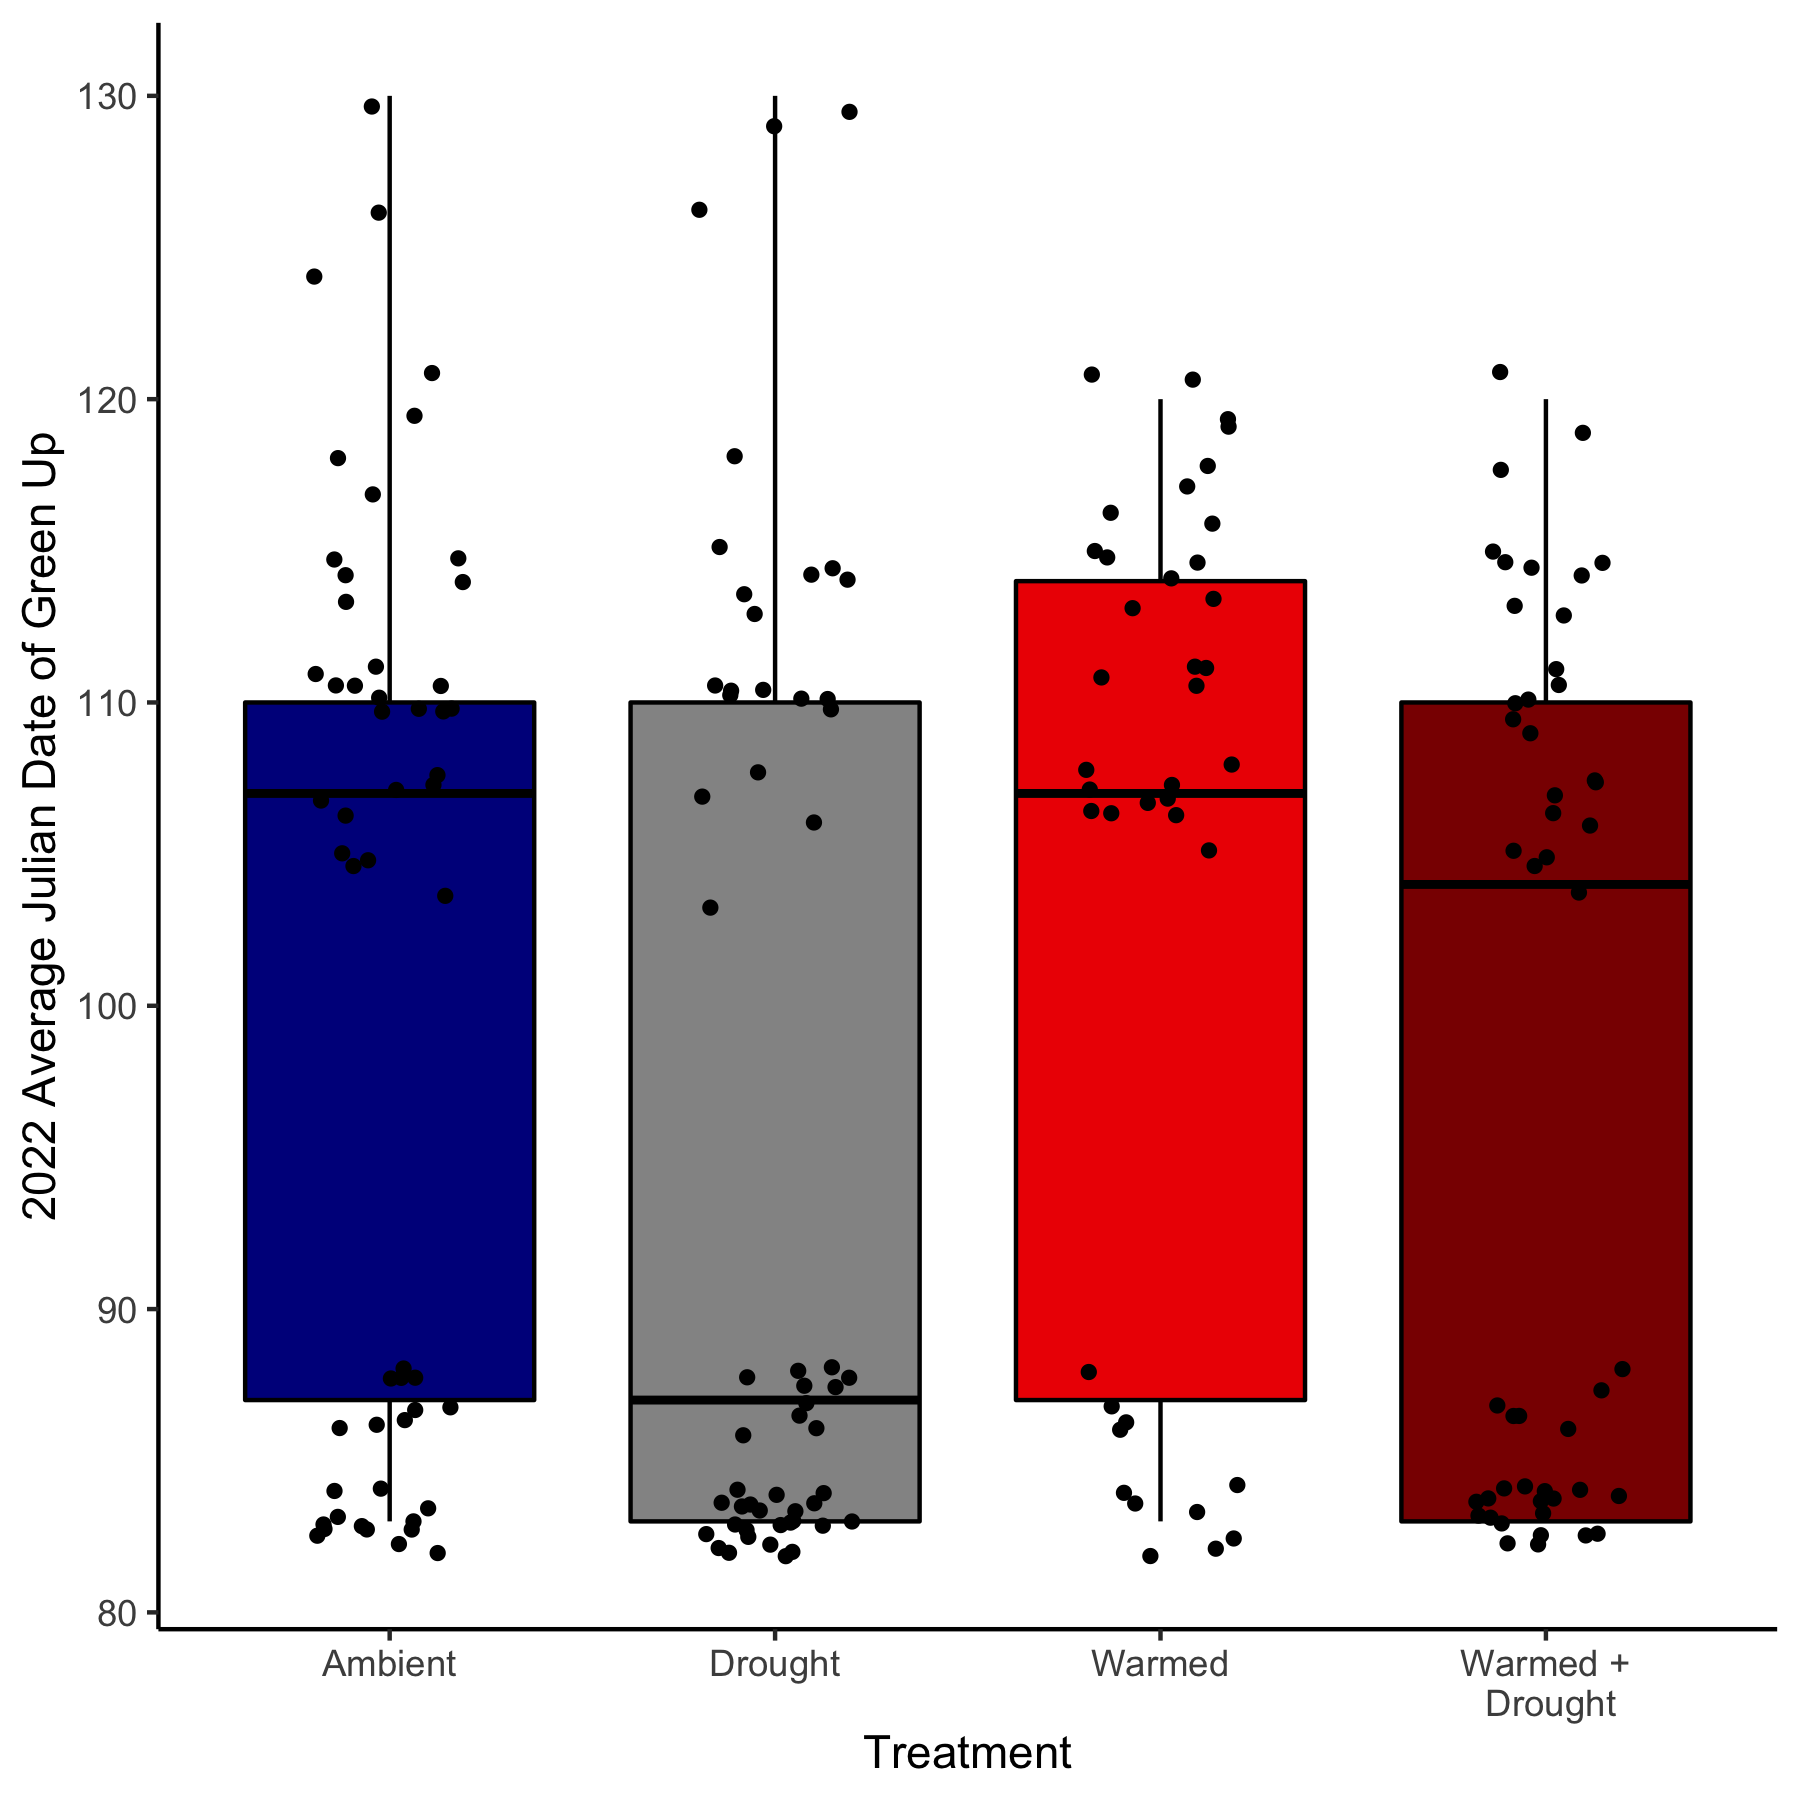 2022 Average Julian Date of Green Up
130
120
110
100
90
80
Ambient
Drought
Warmed
Warmed +
Drought
Treatment